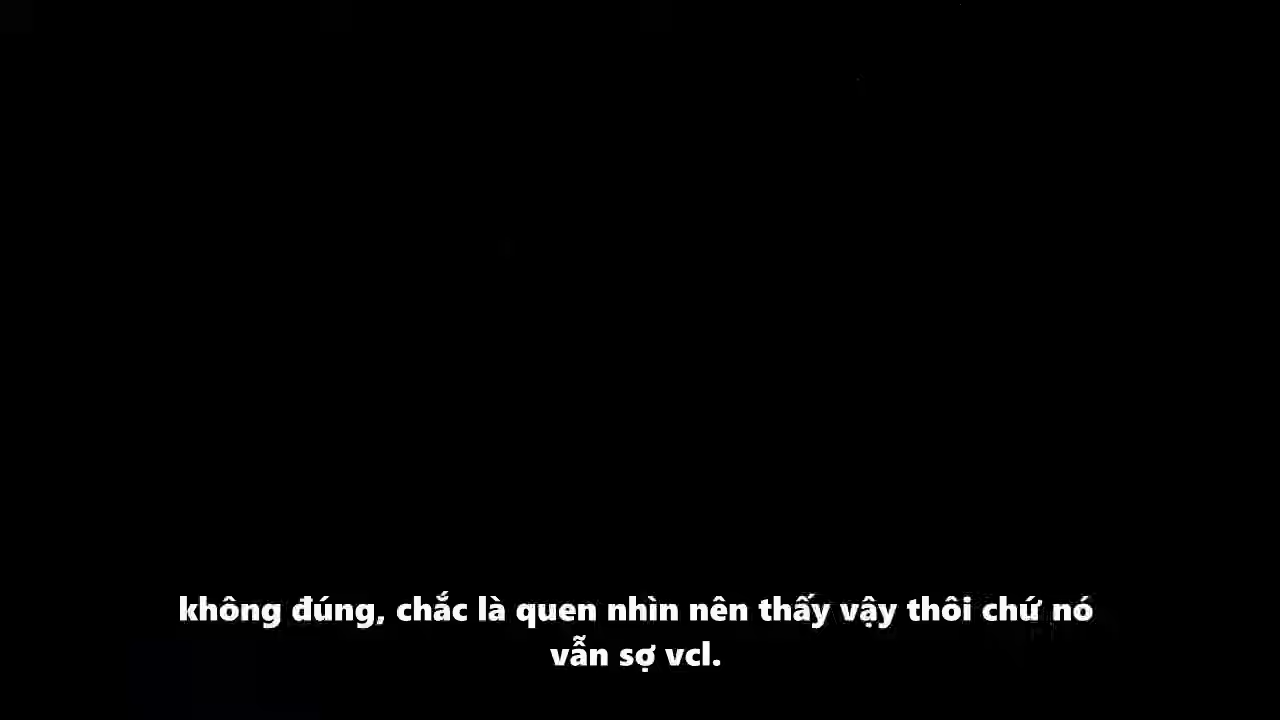 không đúng, chắc là quen nhìn nên thấy vậy thôi chứ nó
vẫn sợ vcl.